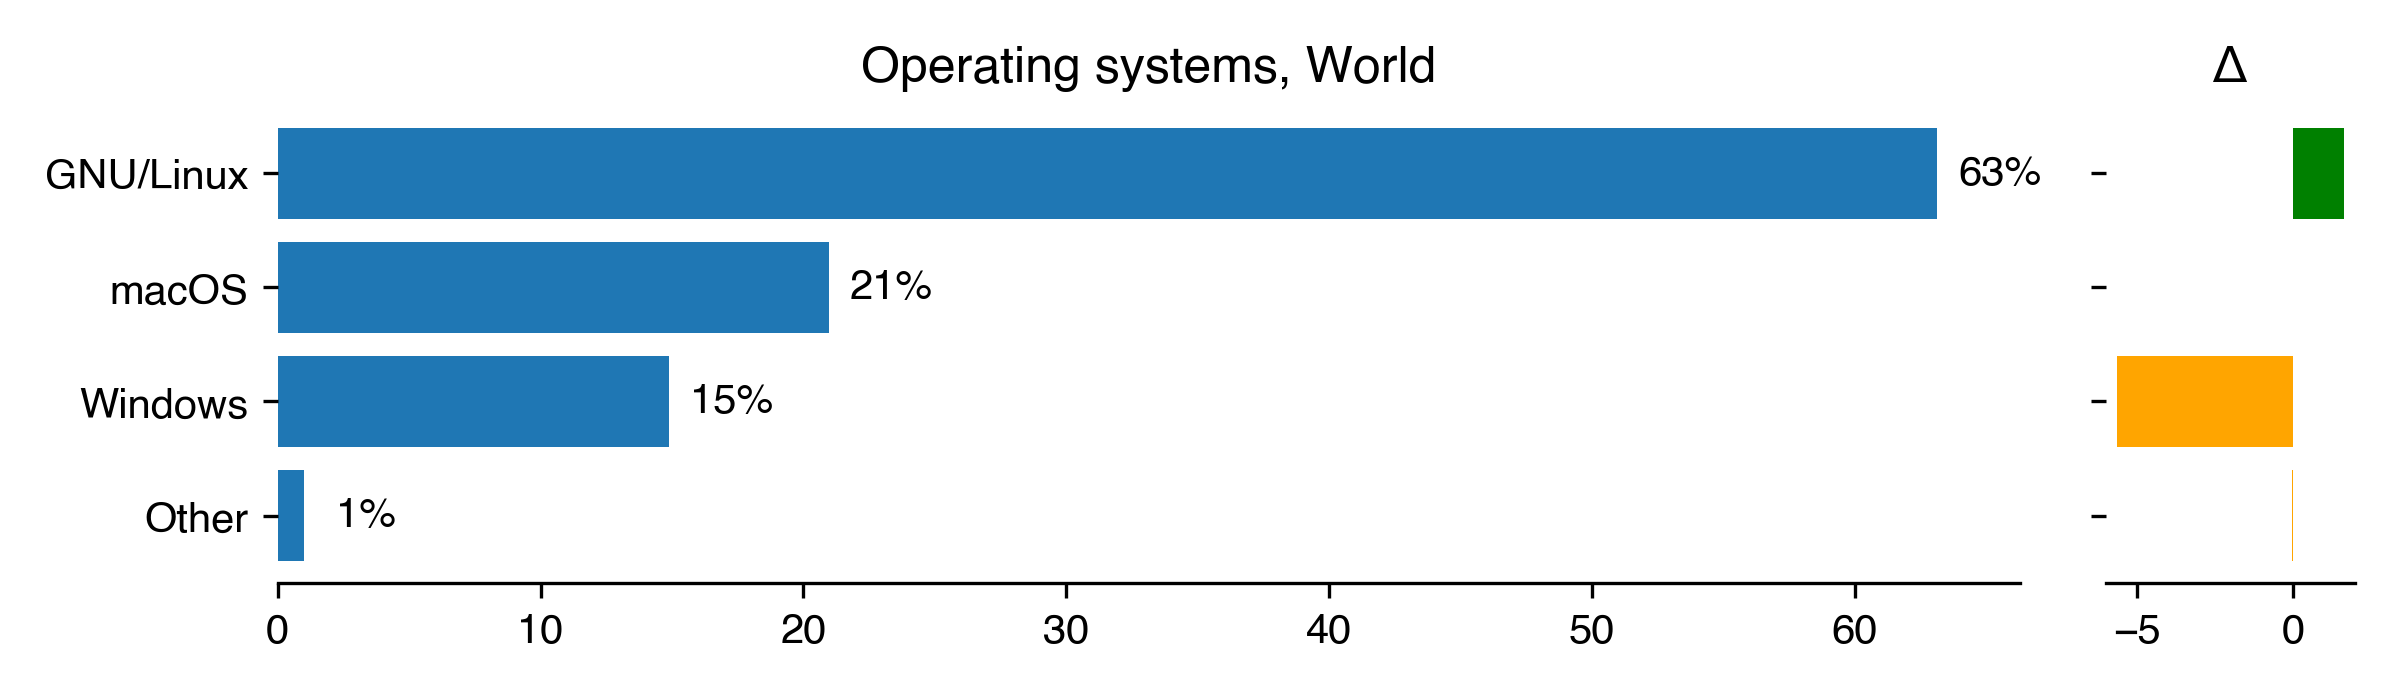 Operating systems, World
Δ
GNU/Linux
63%
macOS
21%
Windows
15%
Other
1%
0 10 20 30 40 50 60
−5 0